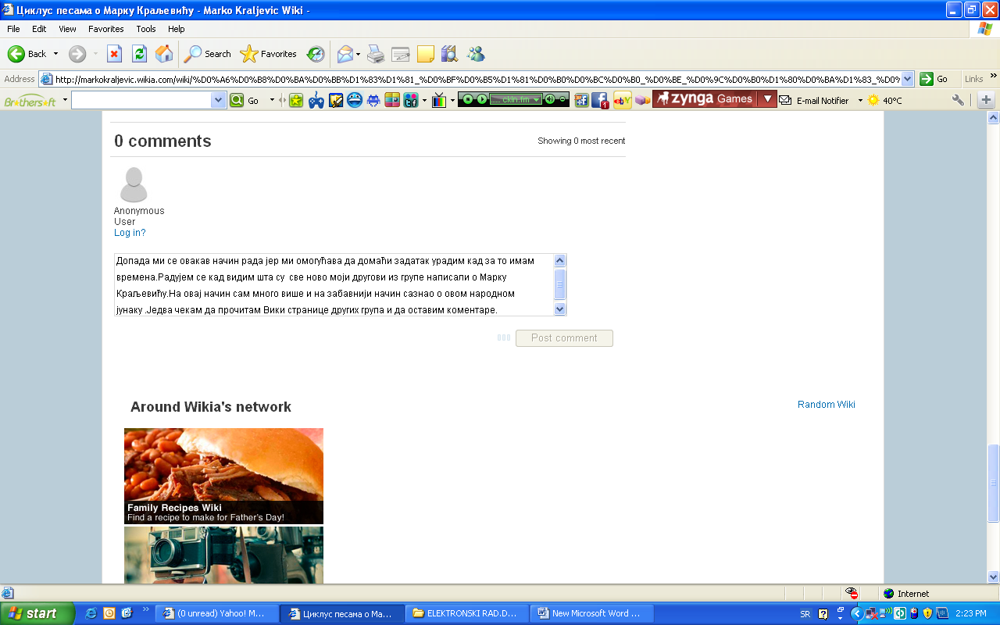 Циклус песама о Марку Краљевићу - Marko Kraljevic Wiki -
File Edit View Favorites Tools Help
Back Search Favorites
Address http://markokraljevic.wikia.com/wiki/%D0%A6%D0%B8%D0%BA%D0%BB%D1%83%D1%81_%D0%BF%D0%B5%D1%81%D0%B0%D0%BC%D0%B0_%D0%BE_%D0%9C%D0%B0%D1%80%D0%BA%D1%83_%D0% Go Links »
Br thers ft Go ckln.fm zynga Games E-mail Notifier 40°C
0 comments
Showing 0 most recent
Anonymous
User
Log in?
Допада ми се овакав начин рада јер ми омогућава да домаћи задатак урадим кад за то имам
времена.Радујем се кад видим шта су све ново моји другови из групе написали о Марку
Краљевићу.На овај начин сам много више и на забавнији начин сазнао о овом народном
јунаку .Једва чекам да прочитам Вики странице других група и да оставим коментаре.
Post comment
Around Wikia's network
Random Wiki
Family Recipes Wiki
Find a recipe to make for Father's Day!
Internet
start (0 unread) Yahoo! M... Циклус песама о Ма... ELEKTRONSKI RAD.D... New Microsoft Word ... SR 2:23 PM